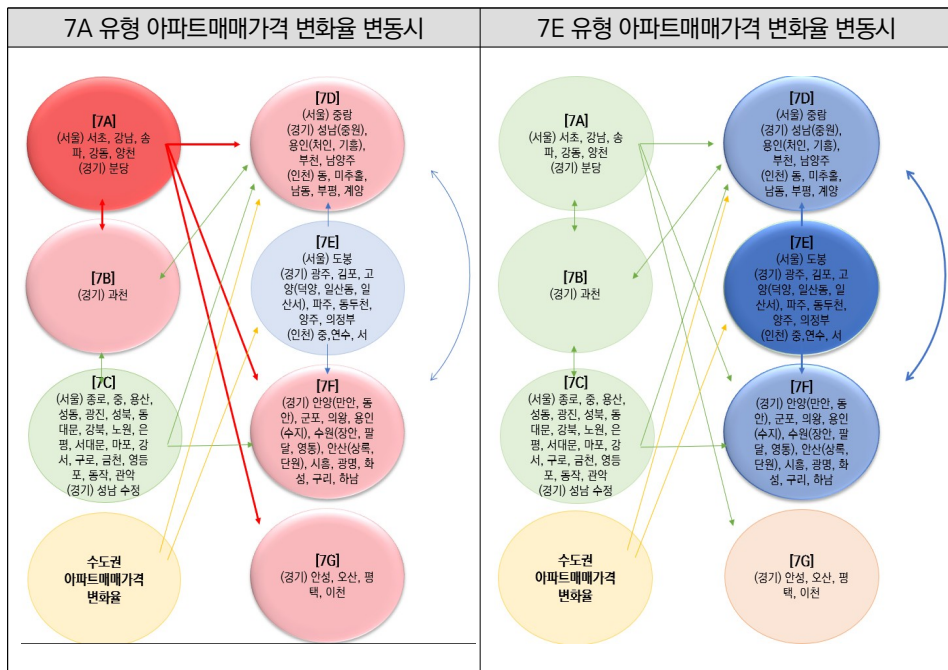 7A 유형 아파트매매가격 변화율 변동시
[7A]
(서울) 서초, 강남, 송
파, 강동, 양천
(경기) 분당
[7B]
(경기) 과천
[7C]
(서울) 종로, 중, 용산,
성동, 광진, 성북, 동
대문, 강북, 노원, 은
평, 서대문, 마포, 강
서, 구로, 금천, 영등
포, 동작, 관악
(경기) 성남 수정
수도권
아파트매매가격
변화율
[7D]
(서울) 중랑
(경기) 성남(중원),
용인(처인, 기흥),
부천, 남양주
(인천) 동, 미추홀,
남동, 부평, 계양
[7E]
(서울) 도봉
(경기) 광주, 김포, 고
양(덕양, 일산동, 일
산서), 파주, 동두천,
양주, 의정부
(인천) 중,연수, 서
[7F]
(경기) 안양(만안, 동
안), 군포, 의왕, 용인
(수지), 수원(장안, 팔
달, 영통), 안산(상록,
단원), 시흥, 광명, 화
성, 구리, 하남
[7G]
(경기) 안성, 오산, 평
택, 이천
7E 유형 아파트매매가격 변화율 변동시
[7A]
(서울) 서초, 강남, 송
파, 강동, 양천
(경기) 분당
[7B]
(경기) 과천
[7C]
(서울) 종로, 중, 용산,
성동, 광진, 성북, 동
대문, 강북, 노원, 은
평, 서대문, 마포, 강
서, 구로, 금천, 영등
포, 동작, 관악
(경기) 성남 수정
수도권
아파트매매가격
변화율
[7D]
(서울) 중랑
(경기) 성남(중원),
용인(처인, 기흥),
부천, 남양주
(인천) 동, 미추홀,
남동, 부평, 계양
[7E]
(서울) 도봉
(경기) 광주, 김포, 고
양(덕양, 일산동, 일
산서), 파주, 동두천,
양주, 의정부
(인천) 중,연수, 서
[7F]
(경기) 안양(만안, 동
안), 군포, 의왕, 용인
(수지), 수원(장안, 팔
달, 영통), 안산(상록,
단원), 시흥, 광명, 화
성, 구리, 하남
[7G]
(경기) 안성, 오산, 평
택, 이천